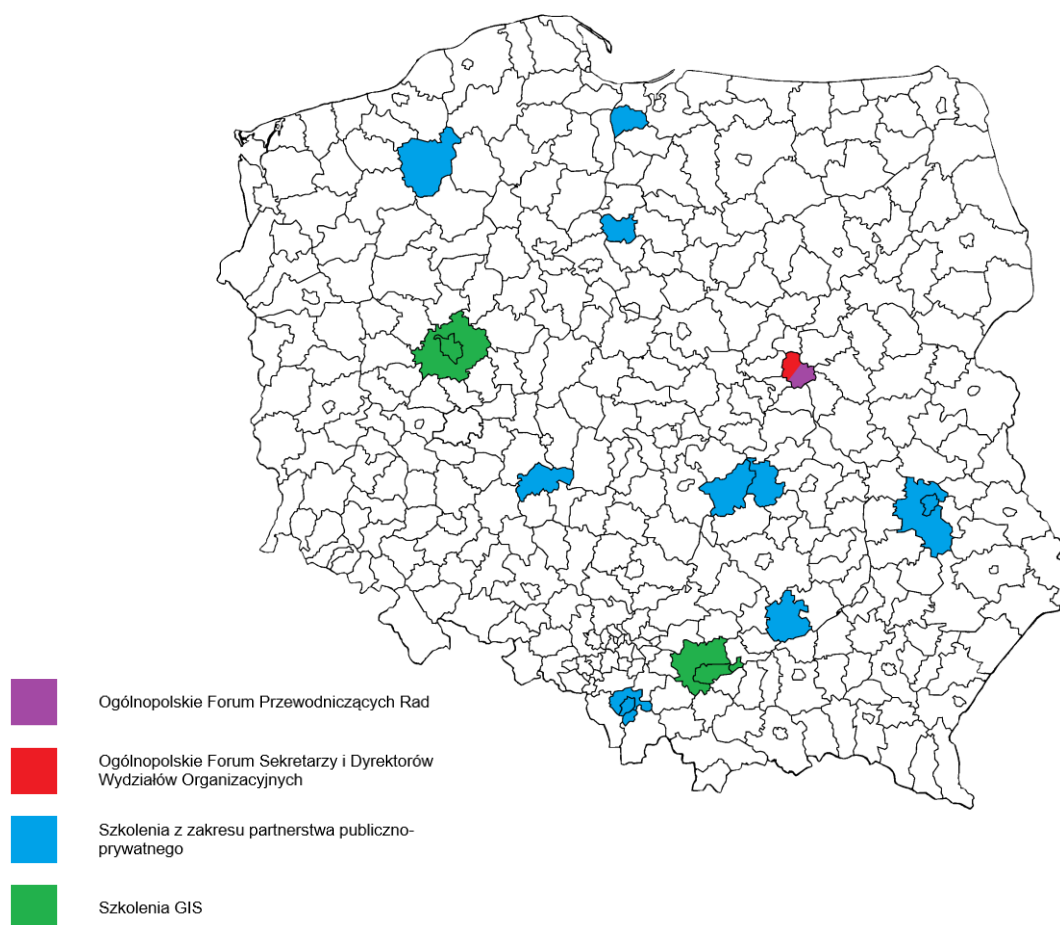 Ogólnopolskie Forum Przewodniczących Rad
Ogólnopolskie Forum Sekretarzy i Dyrektorów
Wydziałów Organizacyjnych
Szkolenia z zakresu partnerstwa publiczno-
prywatnego
Szkolenia GIS